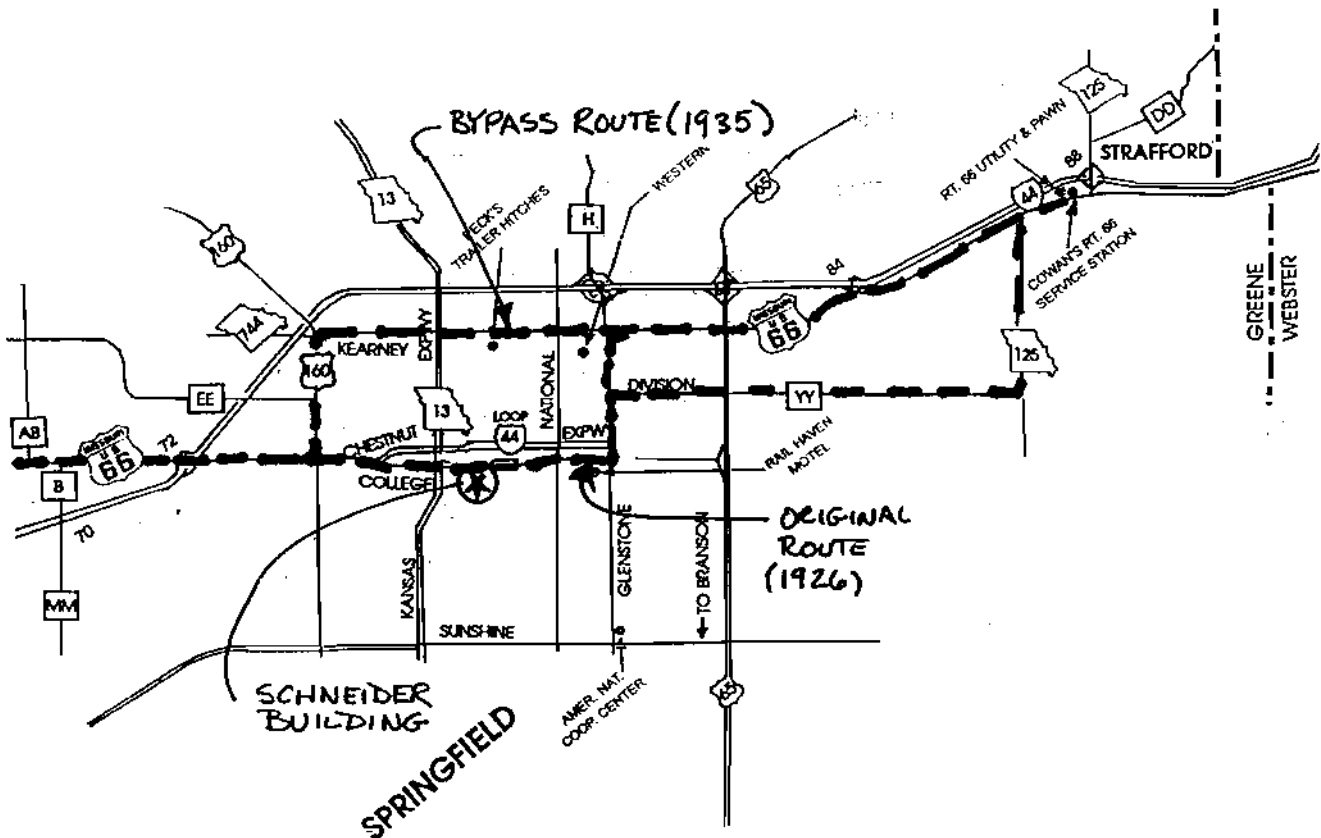 BYPASS ROUTE (1935)
WESTERN
13
H
65
125
DD
STRAFFORD
RT. 66 UTILITY & PAWN
88
44
COWAN'S RT. 66
SERVICE STATION
GREENE
WEBSTER
160
TRAILER HITCHES
84
744
KEARNEY
EXPWY
NATIONAL
U S
66
125
160
EE
13
DIVISION
YY
AB
U S
66
72
CHESTNUT
LOOP
44
EXPWY
B
COLLEGE
RAIL HAVEN
MOTEL
70
ORIGINAL
ROUTE
(1926)
MM
KANSAS
GLENSTONE
TO BRANSON
SUNSHINE
65
SCHNEIDER
BUILDING
AMER. NAT.
COOP. CENTER
SPRINGFIELD